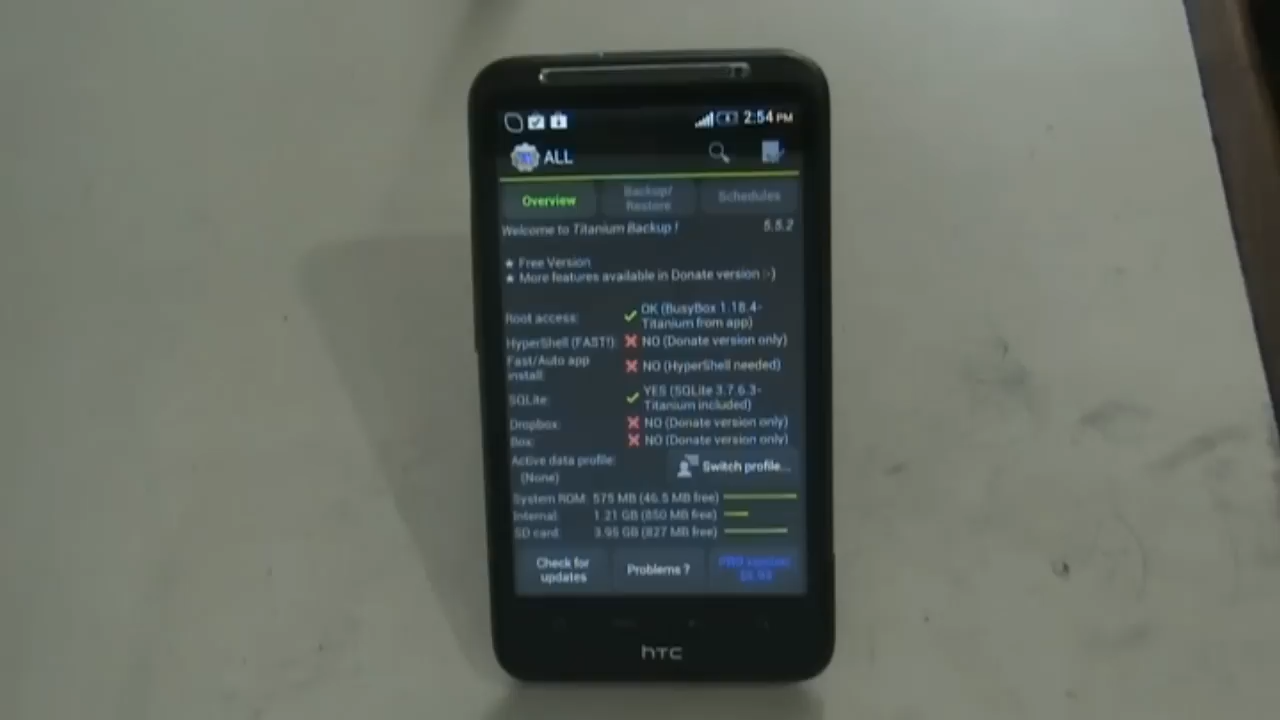 2:54 PM
ALL
Overview
Backup/
Restore
Schedules
Welcome to Titanium Backup !
5.5.2
★ Free Version
★ More features available in Donate version :-)
Root access:
OK (BusyBox 1.18.4-
Titanium from app)
HyperShell (FAST!):
NO (Donate version only)
Fast/Auto app
install:
NO (HyperShell needed)
SQLite:
YES (SQLite 3.7.6.3-
Titanium included)
Dropbox:
NO (Donate version only)
Box:
NO (Donate version only)
Active data profile:
(None)
Switch profile...
System ROM: 575 MB (46.5 MB free)
Internal: 1.21 GB (850 MB free)
SD card: 3.95 GB (827 MB free)
Check for
updates
Problems ?
PRO version:
hTC